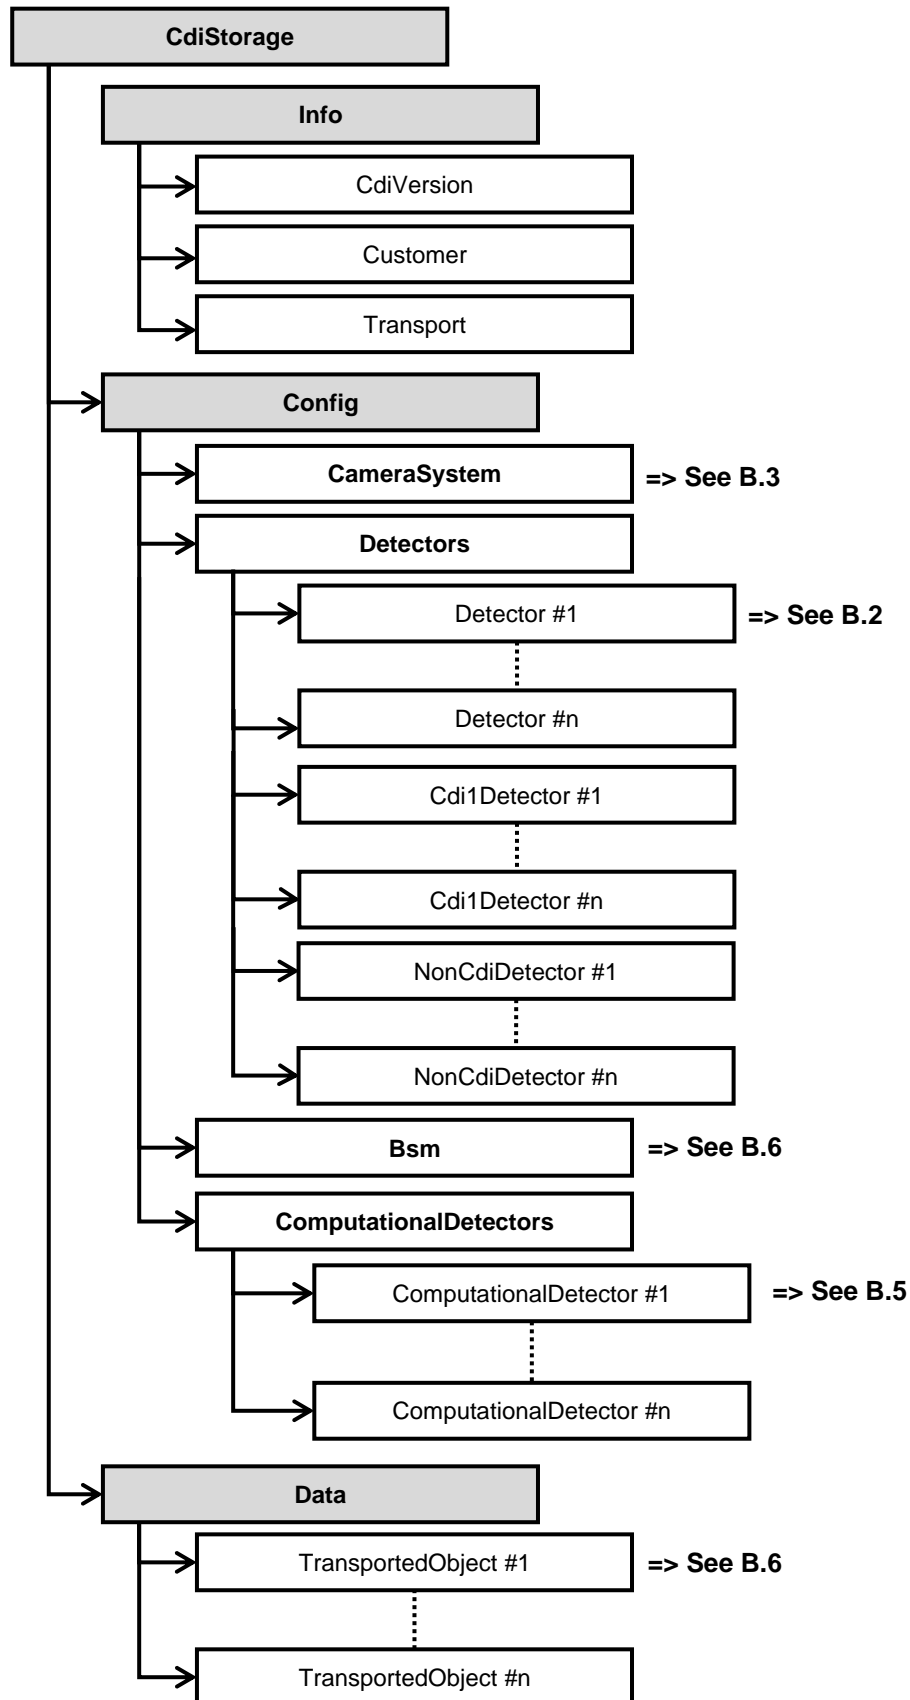 CdiStorage
Info
CdiVersion
Customer
Transport
Config
CameraSystem => See B.3
Detectors
Detector #1 => See B.2
Detector #n
Cdi1Detector #1
Cdi1Detector #n
NonCdiDetector #1
NonCdiDetector #n
Bsm => See B.6
ComputationalDetectors
ComputationalDetector #1 => See B.5
ComputationalDetector #n
Data
TransportedObject #1 => See B.6
TransportedObject #n